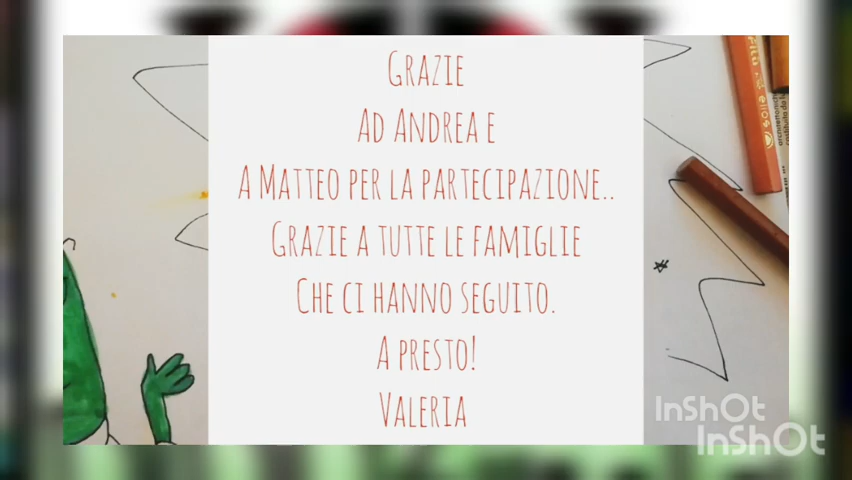 GRAZIE
AD ANDREA E
A MATTEO PER LA PARTECIPAZIONE..
GRAZIE A TUTTE LE FAMIGLIE
CHE CI HANNO SEGUITO.
A PRESTO!
VALERIA
InShOt
InShOt